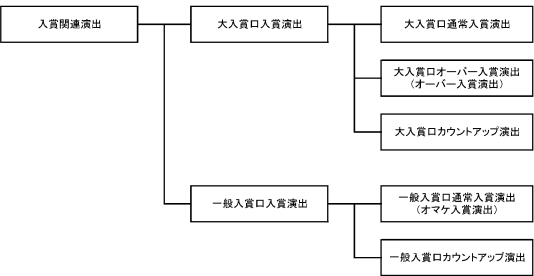 入賞関連演出
大入賞口入賞演出
大入賞口通常入賞演出
大入賞口オーバー入賞演出
(オーバー入賞演出)
大入賞口カウントアップ演出
一般入賞口入賞演出
一般入賞口通常入賞演出
(オマケ入賞演出)
一般入賞口カウントアップ演出